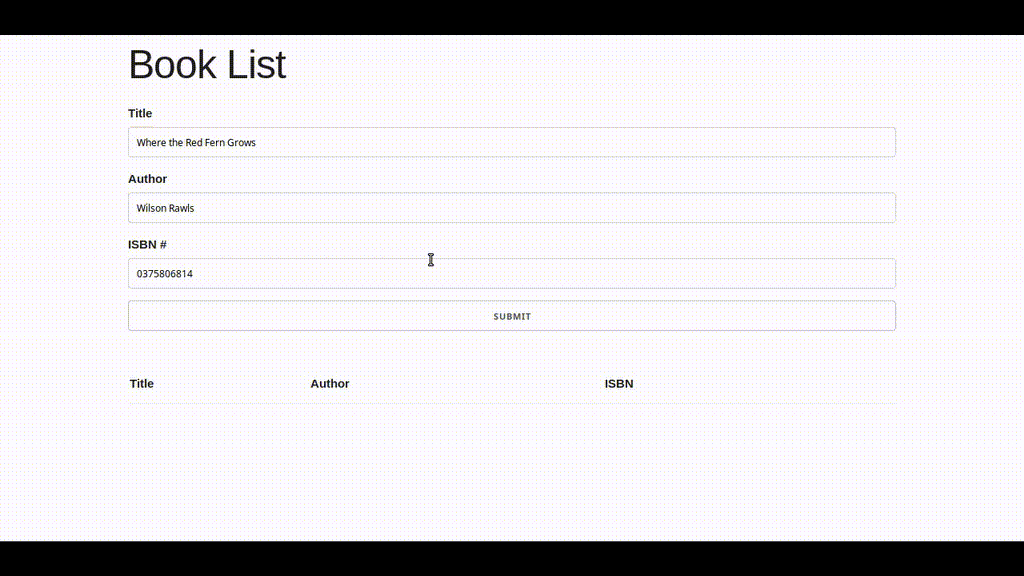 Book List
Title
Where the Red Fern Grows
Author
Wilson Rawls
ISBN #
0375806814
SUBMIT
Title Author ISBN